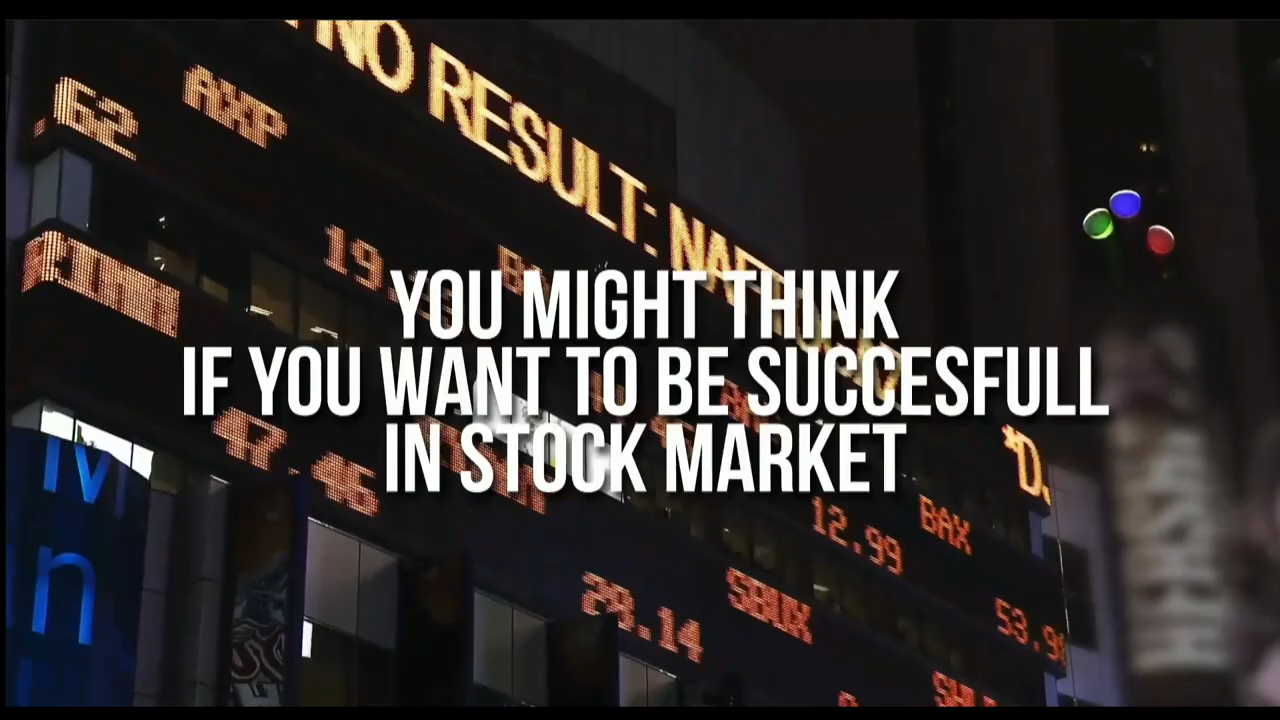 NO RESULT:
AXP
.62
19.
YOU MIGHT THINK
IF YOU WANT TO BE SUCCESFULL
IN STOCK MARKET
47.46
*D.
BAX
12.99
SBUX
29.14
53.9
n